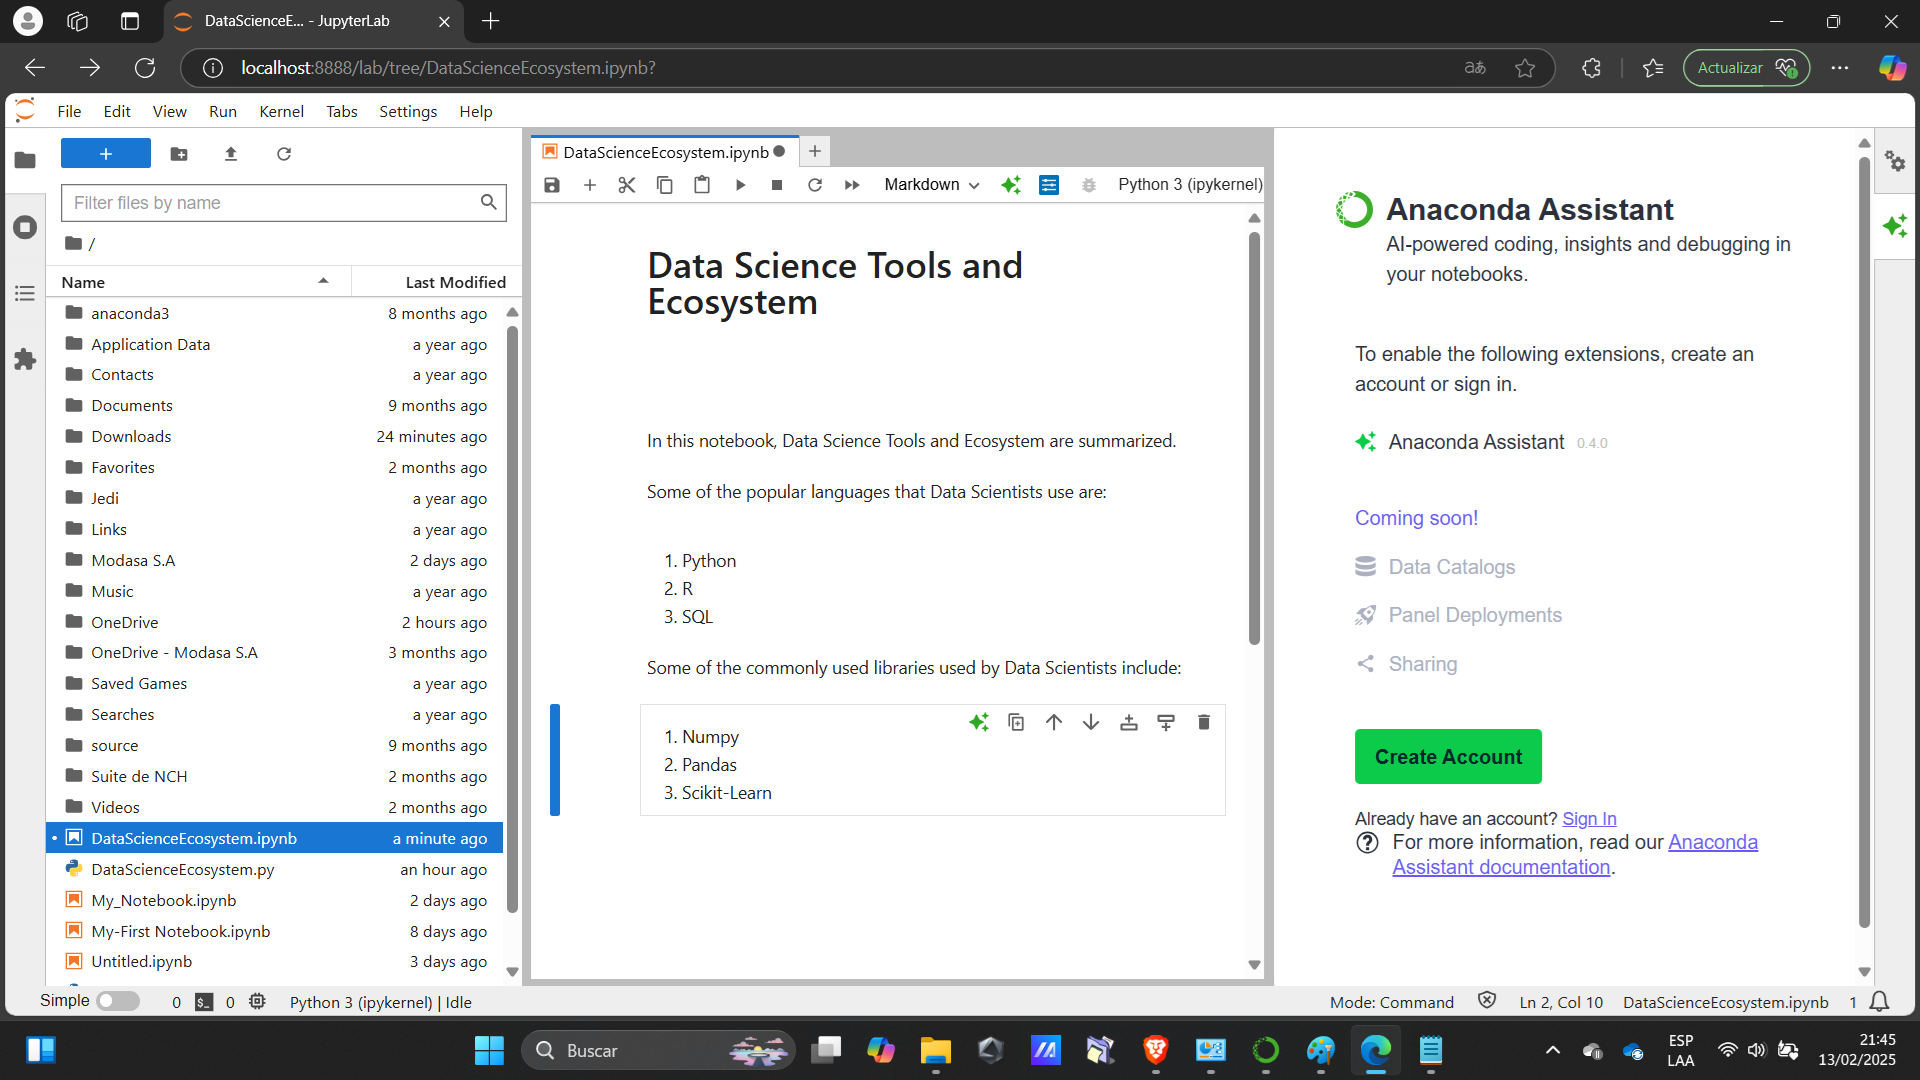 DataScienceE... - JupyterLab
localhost:8888/lab/tree/DataScienceEcosystem.ipynb?
aあ
Actualizar
File Edit View Run Kernel Tabs Settings Help
+
Filter files by name
/
Name Last Modified
anaconda3 8 months ago
Application Data a year ago
Contacts a year ago
Documents 9 months ago
Downloads 24 minutes ago
Favorites 2 months ago
Jedi a year ago
Links a year ago
Modasa S.A 2 days ago
Music a year ago
OneDrive 2 hours ago
OneDrive - Modasa S.A 3 months ago
Saved Games a year ago
Searches a year ago
source 9 months ago
Suite de NCH 2 months ago
Videos 2 months ago
DataScienceEcosystem.ipynb a minute ago
DataScienceEcosystem.py an hour ago
My_Notebook.ipynb 2 days ago
My-First Notebook.ipynb 8 days ago
Untitled.ipynb 3 days ago
DataScienceEcosystem.ipynb
Markdown
Python 3 (ipykernel)
Data Science Tools and
Ecosystem
In this notebook, Data Science Tools and Ecosystem are summarized.
Some of the popular languages that Data Scientists use are:
1. Python
2. R
3. SQL
Some of the commonly used libraries used by Data Scientists include:
1. Numpy
2. Pandas
3. Scikit-Learn
Anaconda Assistant
AI-powered coding, insights and debugging in
your notebooks.
To enable the following extensions, create an
account or sign in.
Anaconda Assistant 0.4.0
Coming soon!
Data Catalogs
Panel Deployments
Sharing
Create Account
Already have an account? Sign In
For more information, read our Anaconda
Assistant documentation.
Simple 0 $_ 0 Python 3 (ipykernel) | Idle
Mode: Command Ln 2, Col 10 DataScienceEcosystem.ipynb 1
Buscar
ESP
LAA
21:45
13/02/2025